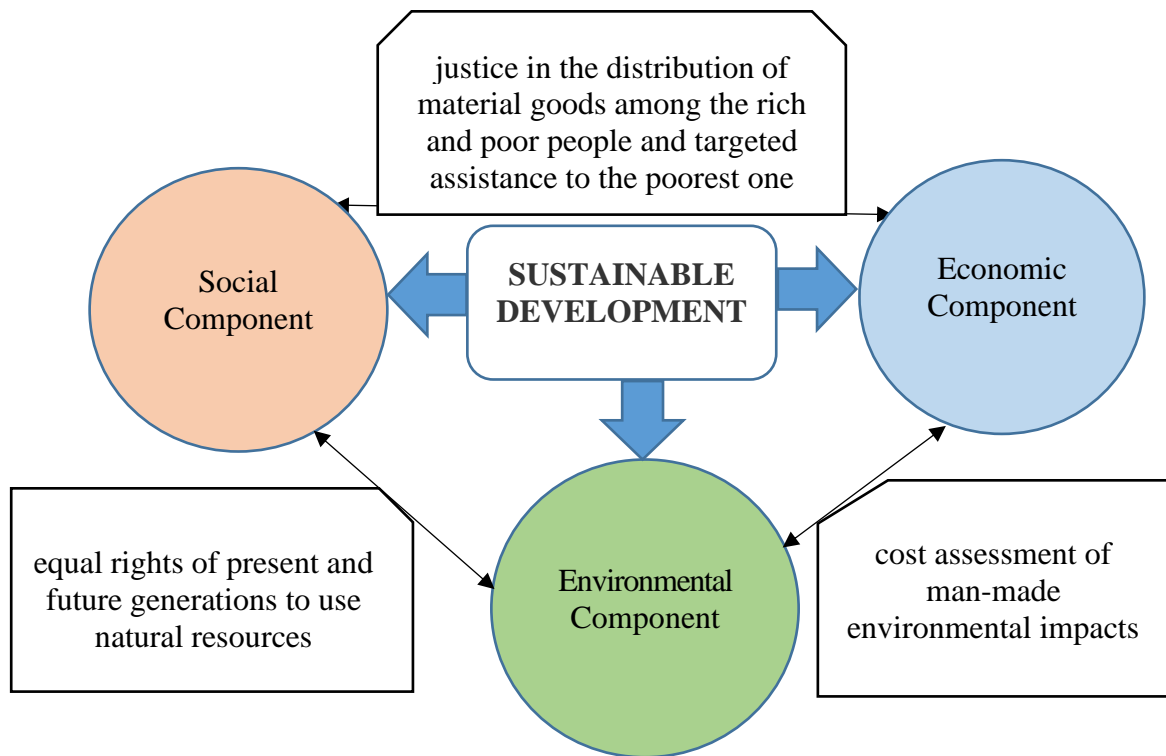 justice in the distribution of
material goods among the rich
and poor people and targeted
assistance to the poorest one
Social
Component
SUSTAINABLE
DEVELOPMENT
Economic
Component
equal rights of present and
future generations to use
natural resources
Environmental
Component
cost assessment of
man-made
environmental impacts